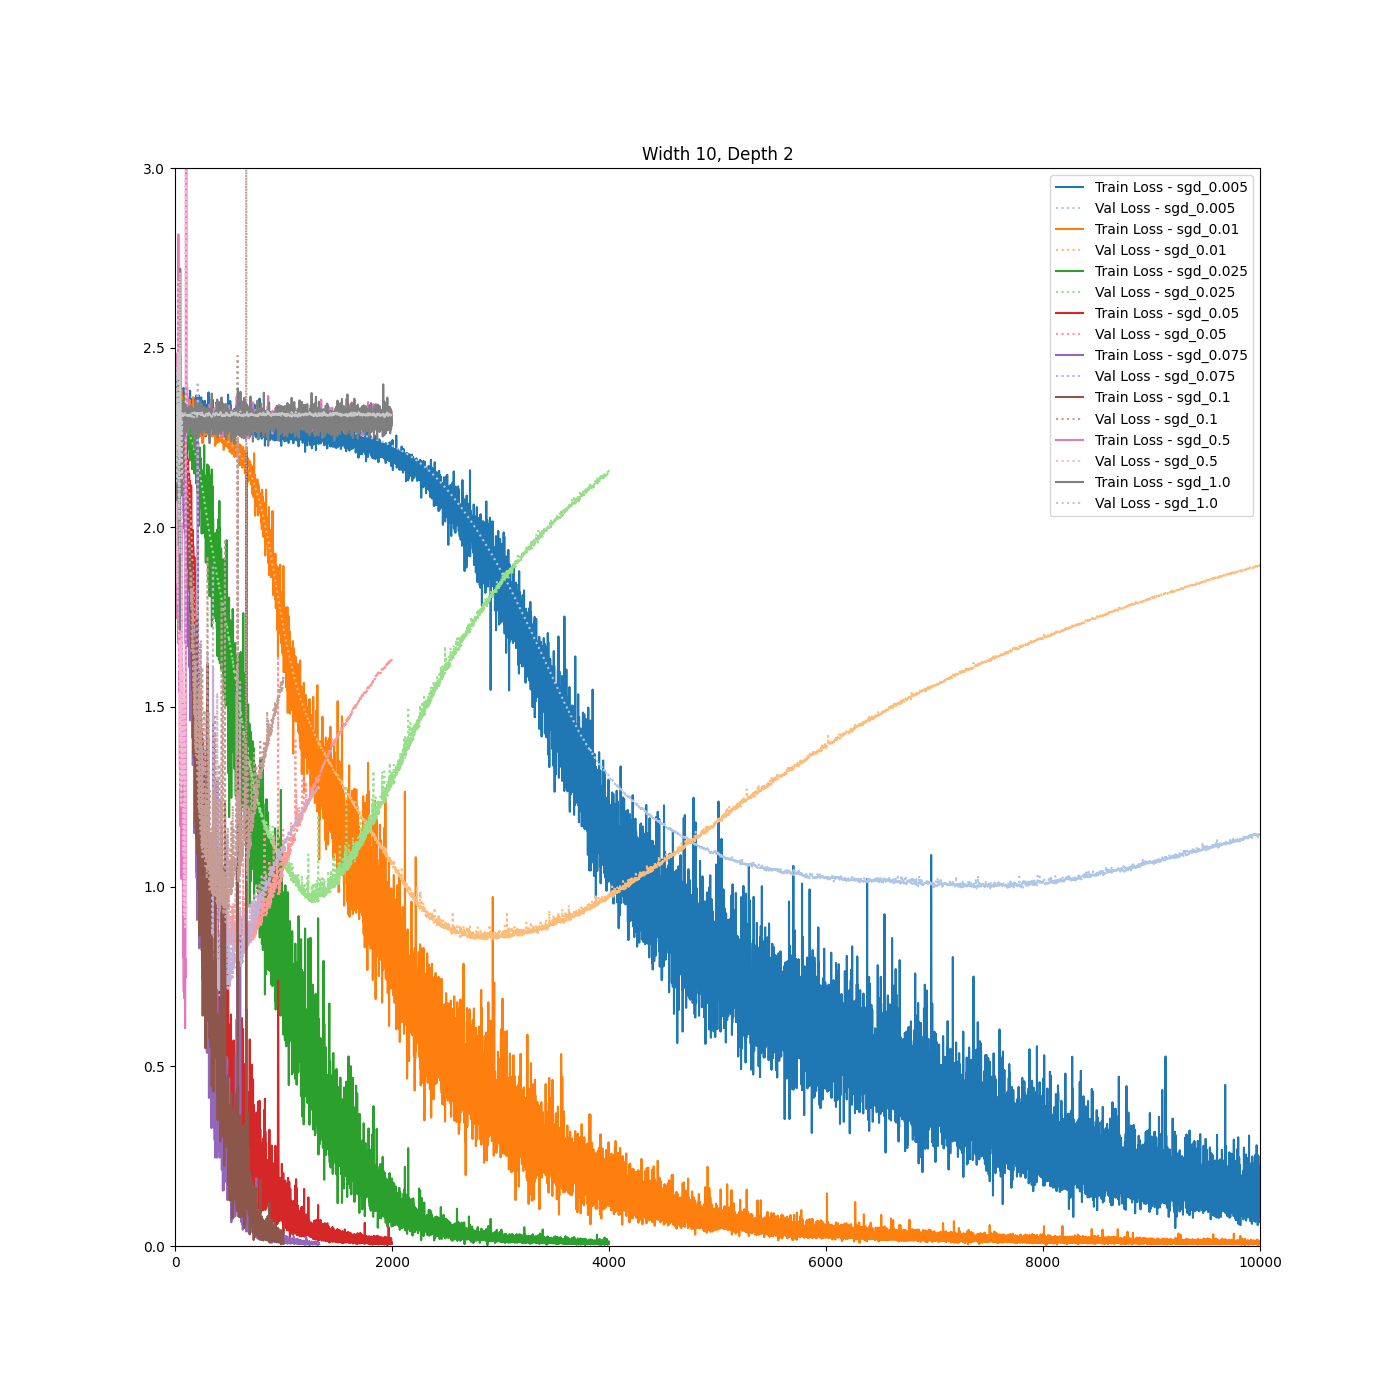 Width 10, Depth 2
3.0
2.5
2.0
1.5
1.0
0.5
0.0
0
2000
4000
6000
8000
10000
Train Loss - sgd_0.005
Val Loss - sgd_0.005
Train Loss - sgd_0.01
Val Loss - sgd_0.01
Train Loss - sgd_0.025
Val Loss - sgd_0.025
Train Loss - sgd_0.05
Val Loss - sgd_0.05
Train Loss - sgd_0.075
Val Loss - sgd_0.075
Train Loss - sgd_0.1
Val Loss - sgd_0.1
Train Loss - sgd_0.5
Val Loss - sgd_0.5
Train Loss - sgd_1.0
Val Loss - sgd_1.0